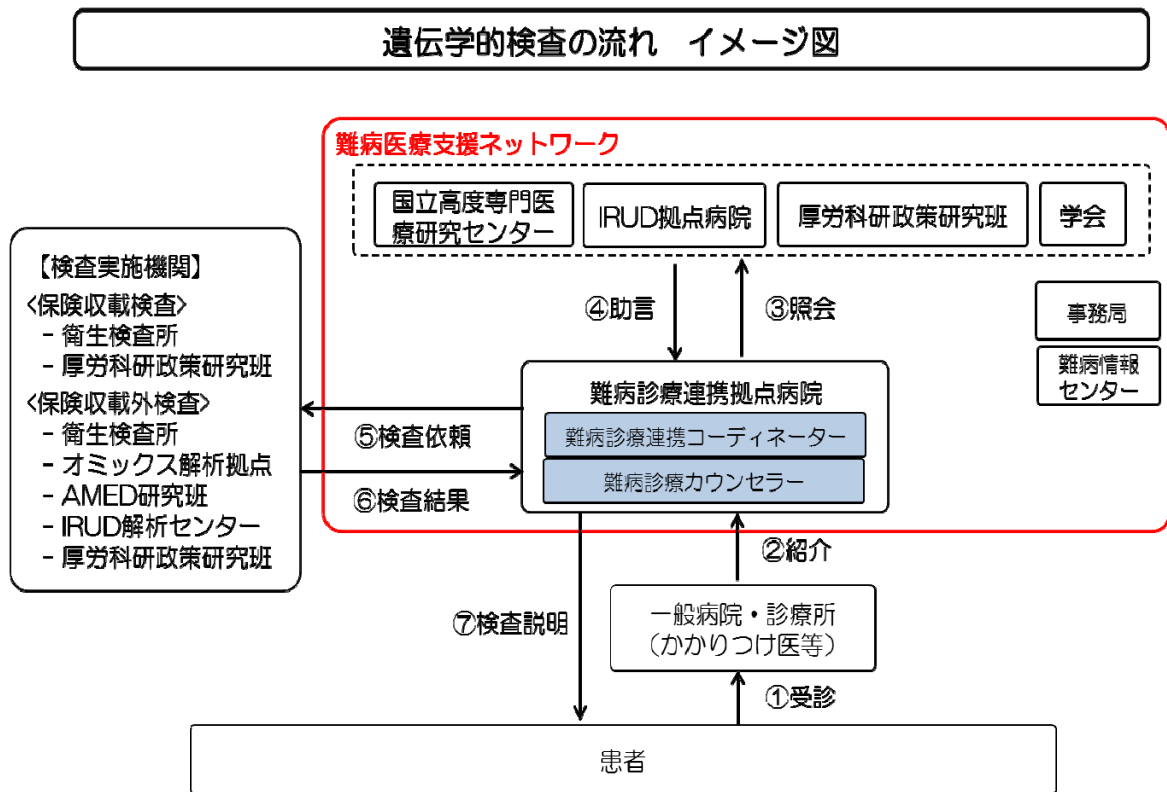 遺伝学的検査の流れ　イメージ図
難病医療支援ネットワーク
国立高度専門医
療研究センター
IRUD拠点病院
厚労科研政策研究班
学会
【検査実施機関】
<保険収載検査>
- 衛生検査所
- 厚労科研政策研究班
<保険収載外検査>
- 衛生検査所
- オミックス解析拠点
- AMED研究班
- IRUD解析センター
- 厚労科研政策研究班
④助言
③照会
事務局
難病情報
センター
難病診療連携拠点病院
難病診療連携コーディネーター
難病診療カウンセラー
⑤検査依頼
⑥検査結果
②紹介
⑦検査説明
一般病院・診療所
（かかりつけ医等）
①受診
患者